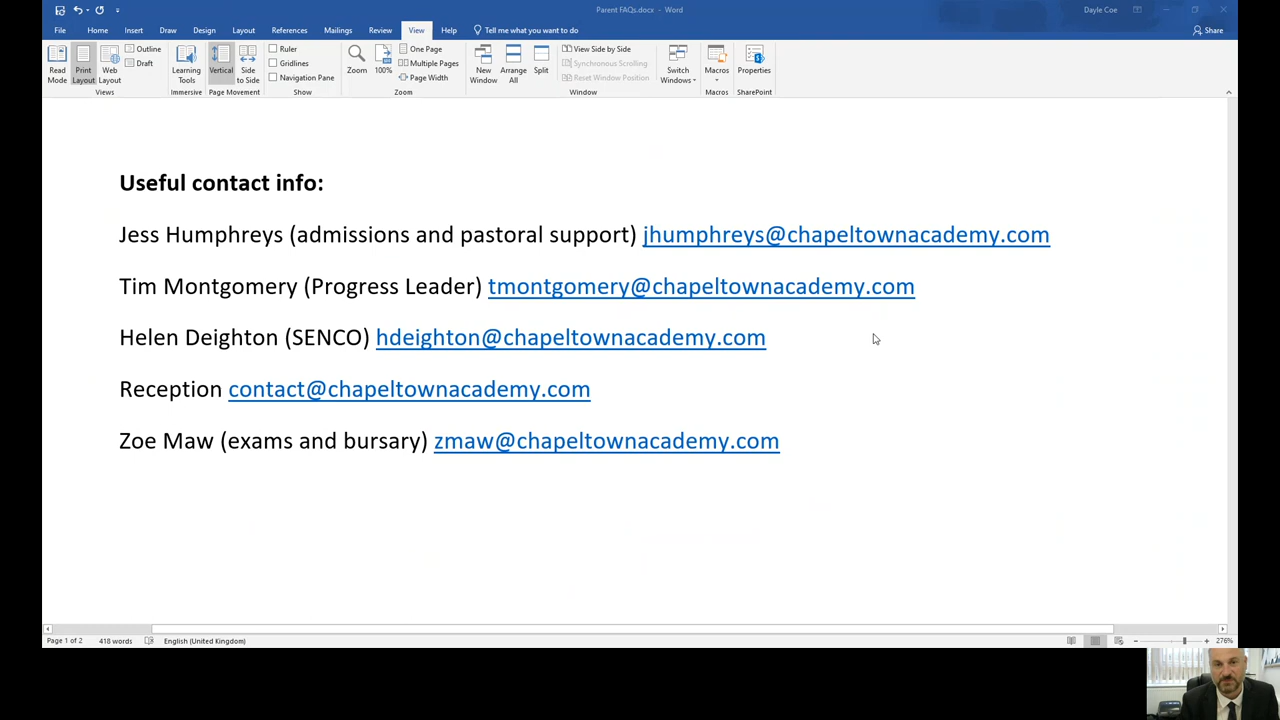 Parent FAQs.docx - Word
Dayle Coe
File Home Insert Draw Design Layout References Mailings Review View Help Tell me what you want to do Share
Read Mode
Print Layout
Web Layout
Outline
Draft
Views
Learning Tools
Immersive
Vertical
Side to Side
Page Movement
Ruler
Gridlines
Navigation Pane
Show
Zoom
100%
One Page
Multiple Pages
Page Width
Zoom
New Window
Arrange All
Split
View Side by Side
Synchronous Scrolling
Reset Window Position
Switch Windows
Window
Macros
Macros
Properties
SharePoint
Useful contact info:
Jess Humphreys (admissions and pastoral support) jhumphreys@chapeltownacademy.com
Tim Montgomery (Progress Leader) tmontgomery@chapeltownacademy.com
Helen Deighton (SENCO) hdeighton@chapeltownacademy.com
Reception contact@chapeltownacademy.com
Zoe Maw (exams and bursary) zmaw@chapeltownacademy.com
Page 1 of 2 418 words English (United Kingdom) 276%